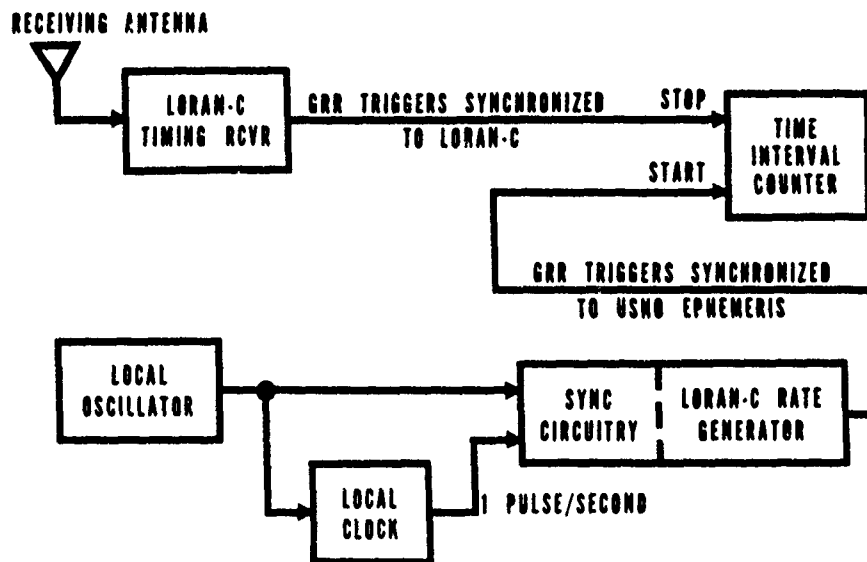 RECEIVING ANTENNA
LORAN-C
TIMING RCVR
GRR TRIGGERS SYNCHRONIZED
TO LORAN-C
STOP
START
TIME
INTERVAL
COUNTER
GRR TRIGGERS SYNCHRONIZED
TO USNO EPHEMERIS
LOCAL
OSCILLATOR
SYNC
CIRCUITRY
LORAN-C RATE
GENERATOR
LOCAL
CLOCK
1 PULSE/SECOND